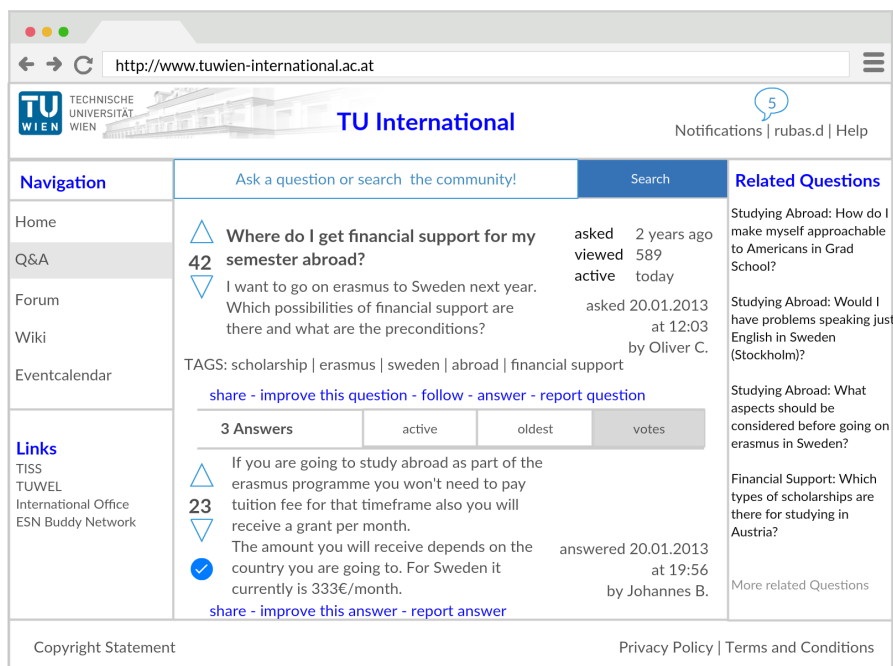 http://www.tuwien-international.ac.at
TU
WIEN
TECHNISCHE
UNIVERSITÄT
WIEN
TU International
5
Notifications | rubas.d | Help
Navigation
Home
Q&A
Forum
Wiki
Eventcalendar
Links
TISS
TUWEL
International Office
ESN Buddy Network
Ask a question or search the community!
Search
42
Where do I get financial support for my
semester abroad?
I want to go on erasmus to Sweden next year.
Which possibilities of financial support are
there and what are the preconditions?
asked 2 years ago
viewed 589
active today
asked 20.01.2013
at 12:03
by Oliver C.
TAGS: scholarship | erasmus | sweden | abroad | financial support
share - improve this question - follow - answer - report question
3 Answers active oldest votes
23
If you are going to study abroad as part of the
erasmus programme you won't need to pay
tuition fee for that timeframe also you will
receive a grant per month.
The amount you will receive depends on the
country you are going to. For Sweden it
currently is 333€/month.
answered 20.01.2013
at 19:56
by Johannes B.
share - improve this answer - report answer
Related Questions
Studying Abroad: How do I
make myself approachable
to Americans in Grad
School?
Studying Abroad: Would I
have problems speaking just
English in Sweden
(Stockholm)?
Studying Abroad: What
aspects should be
considered before going on
erasmus in Sweden?
Financial Support: Which
types of scholarships are
there for studying in
Austria?
More related Questions
Copyright Statement
Privacy Policy | Terms and Conditions